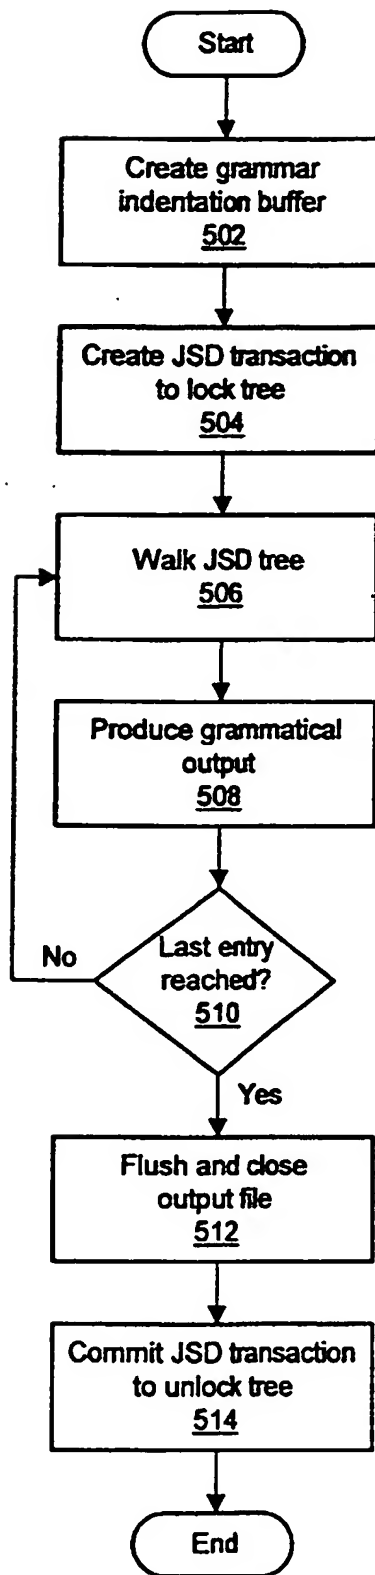 Start
Create grammar
indentation buffer
502
Create JSD transaction
to lock tree
504
Walk JSD tree
506
Produce grammatical
output
508
Last entry
reached?
510
No
Yes
Flush and close
output file
512
Commit JSD transaction
to unlock tree
514
End